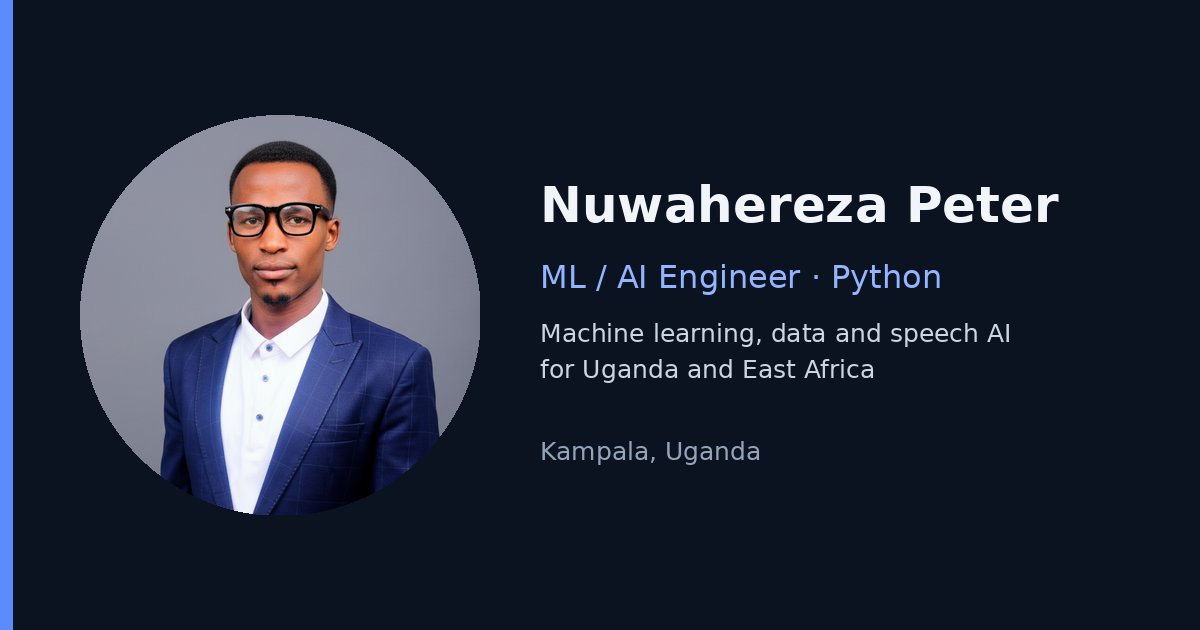 Nuwahereza Peter
ML / AI Engineer · Python
Machine learning, data and speech AI
for Uganda and East Africa
Kampala, Uganda